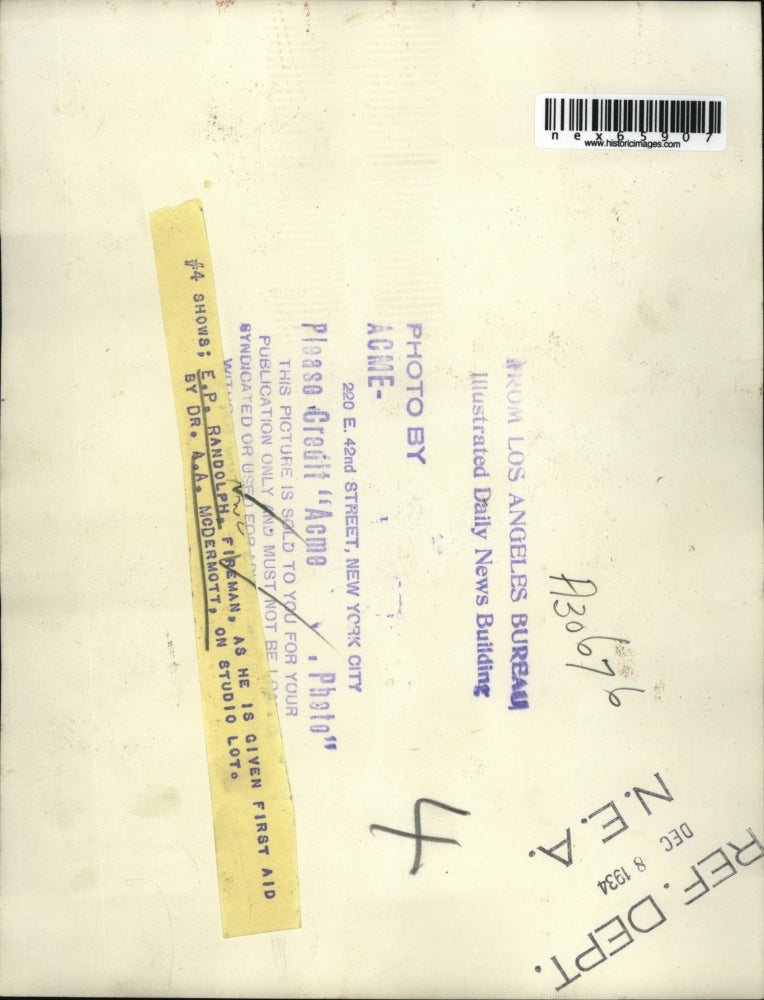 nex65907
www.historicimages.com
FROM LOS ANGELES BUREAU
Illustrated Daily News Building
A30676
PHOTO BY
ACME-
220 E. 42nd STREET, NEW YORK CITY
Please Credit "Acme Photo"
THIS PICTURE IS SOLD TO YOU FOR YOUR
PUBLICATION ONLY AND MUST NOT BE
SYNDICATED OR USED FOR
#4 SHOWS; E.P. RANDOLPH, FIREMAN, AS HE IS GIVEN FIRST AID
BY DR. A.A. MCDERMOTT, ON STUDIO LOT.
4
REF. DEPT.
DEC 8 1934
N.E.A.